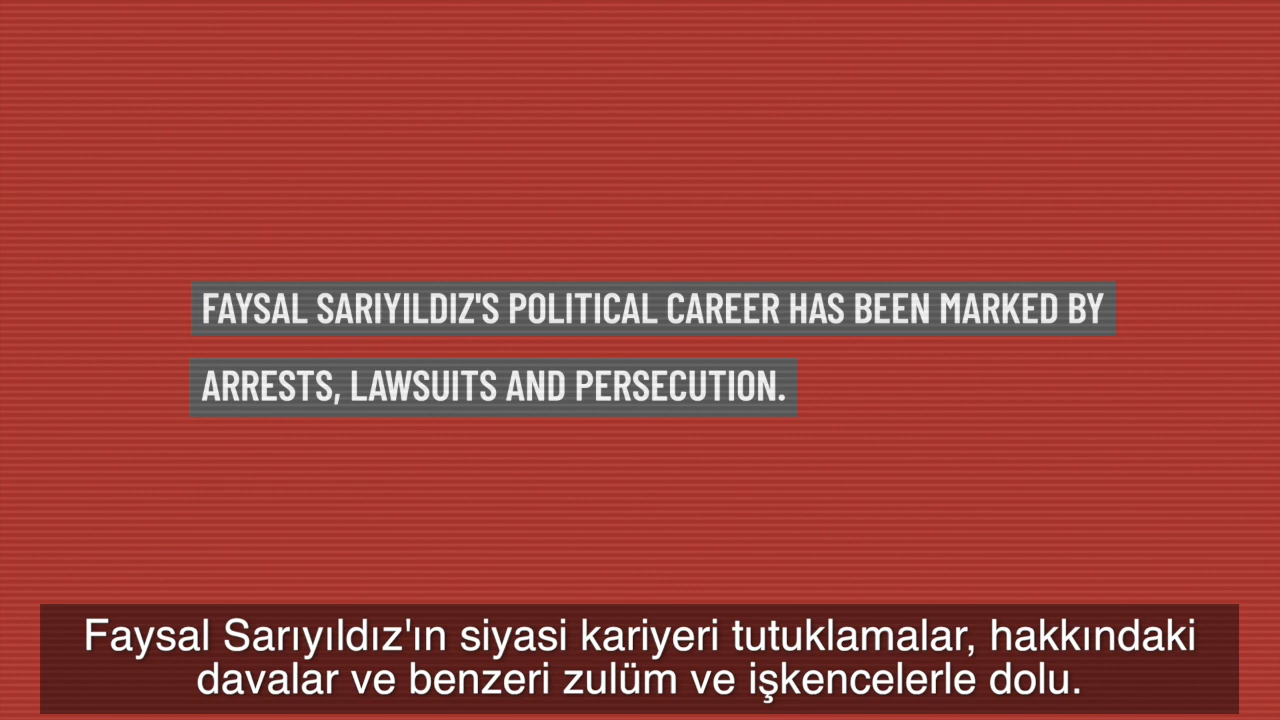 FAYSAL SARIYILDIZ'S POLITICAL CAREER HAS BEEN MARKED BY
ARRESTS, LAWSUITS AND PERSECUTION.
Faysal Sarıyıldız'ın siyasi kariyeri tutuklamalar, hakkındaki
davalar ve benzeri zulüm ve işkencelerle dolu.